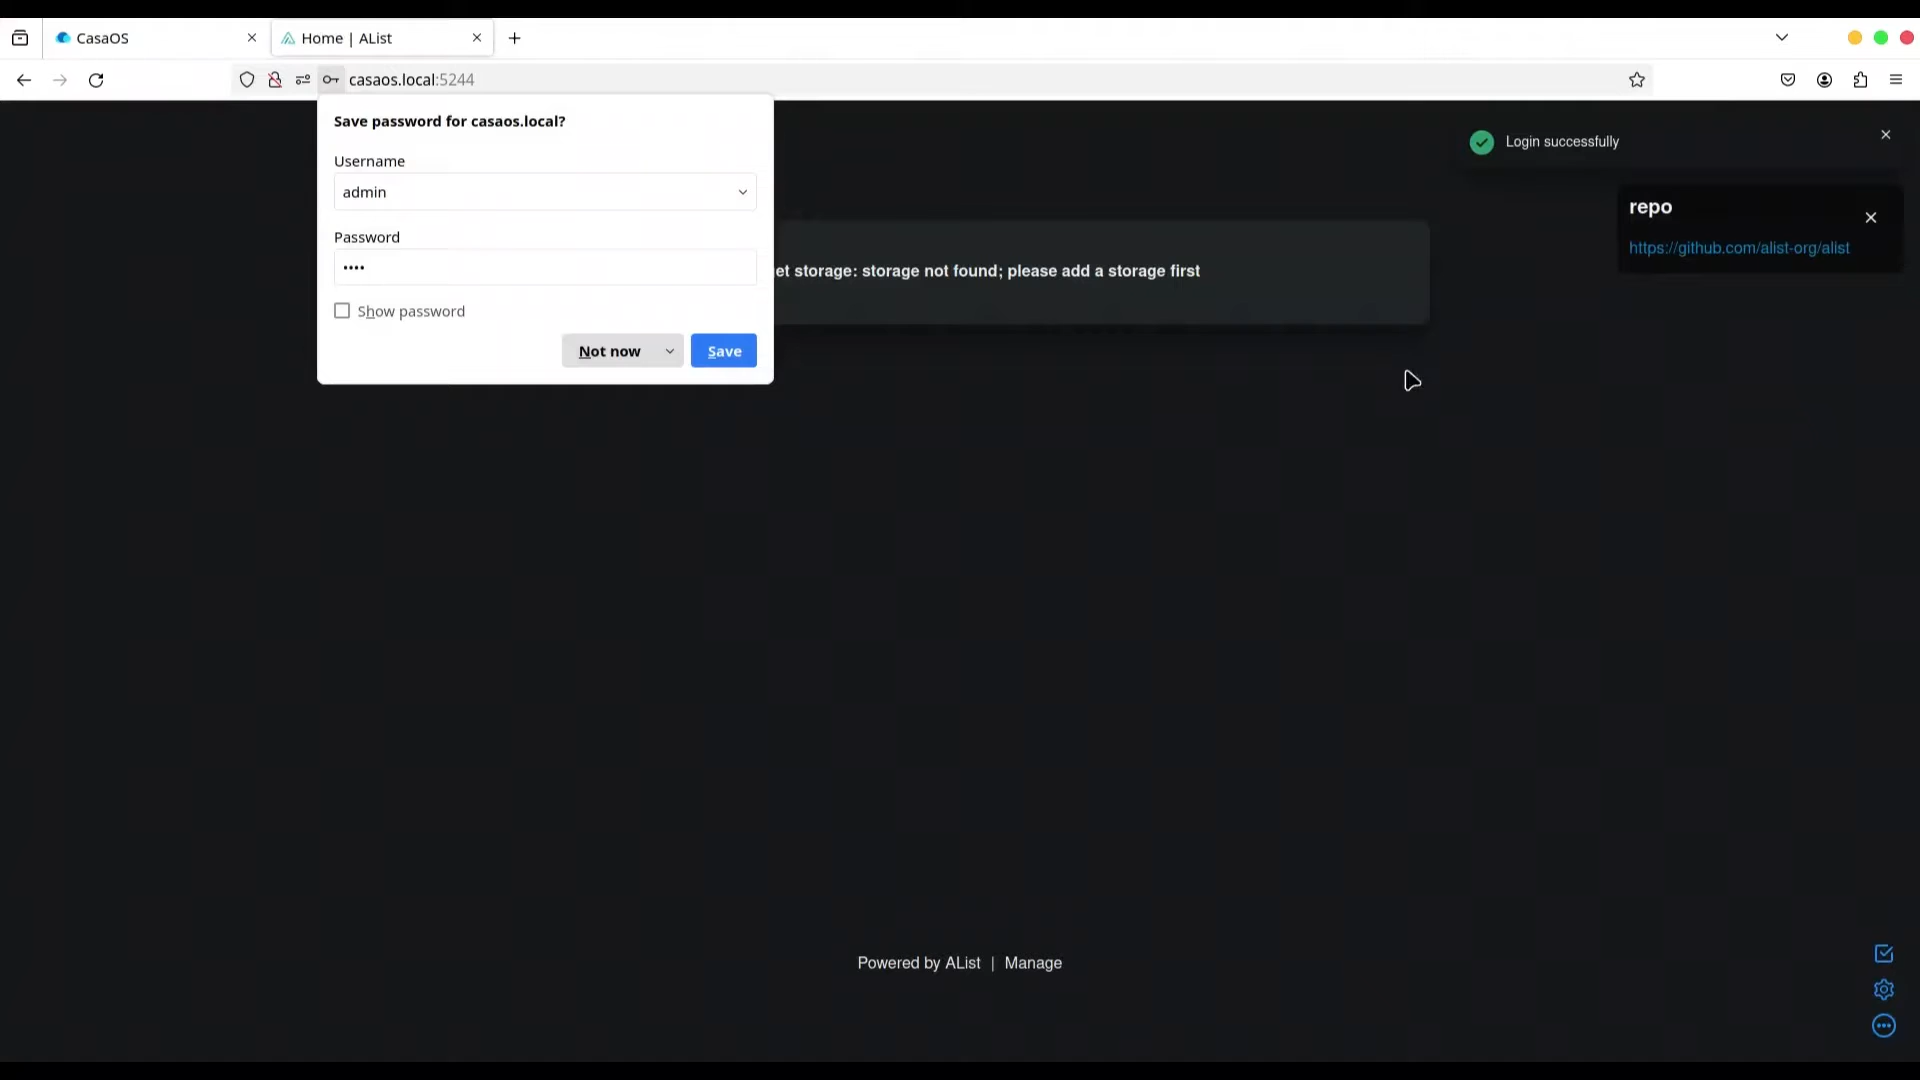 CasaOS
Home | AList
casaos.local:5244
Save password for casaos.local?
Username
admin
Password
••••
Show password
Not now
Save
Login successfully
repo
https://github.com/alist-org/alist
storage: storage not found; please add a storage first
Powered by AList | Manage